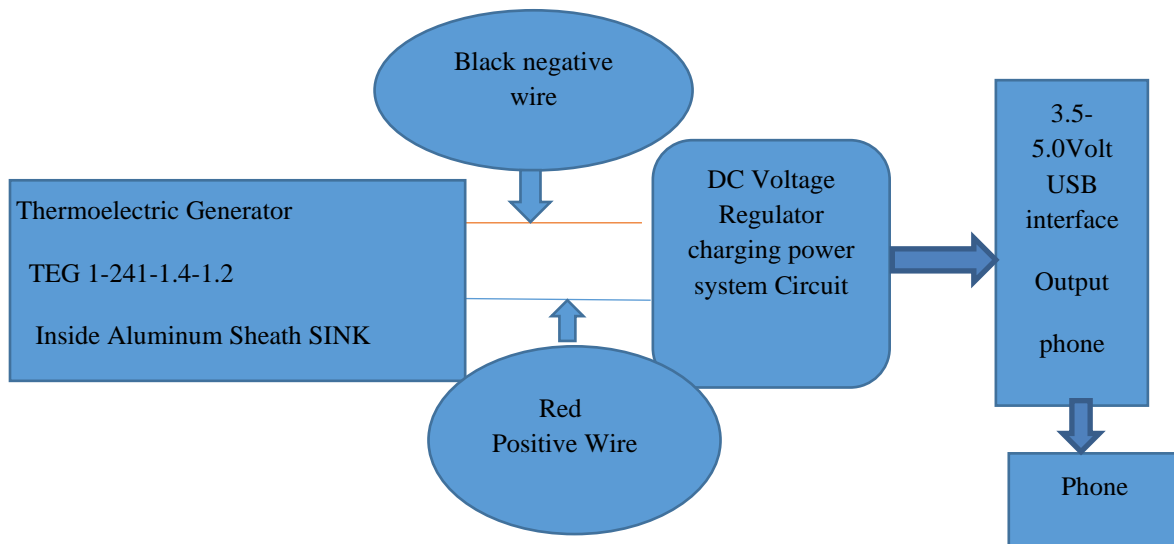 Black negative
wire
Thermoelectric Generator
TEG 1-241-1.4-1.2
Inside Aluminum Sheath SINK
DC Voltage
Regulator
charging power
system Circuit
3.5-
5.0Volt
USB
interface
Output
phone
Red
Positive Wire
Phone